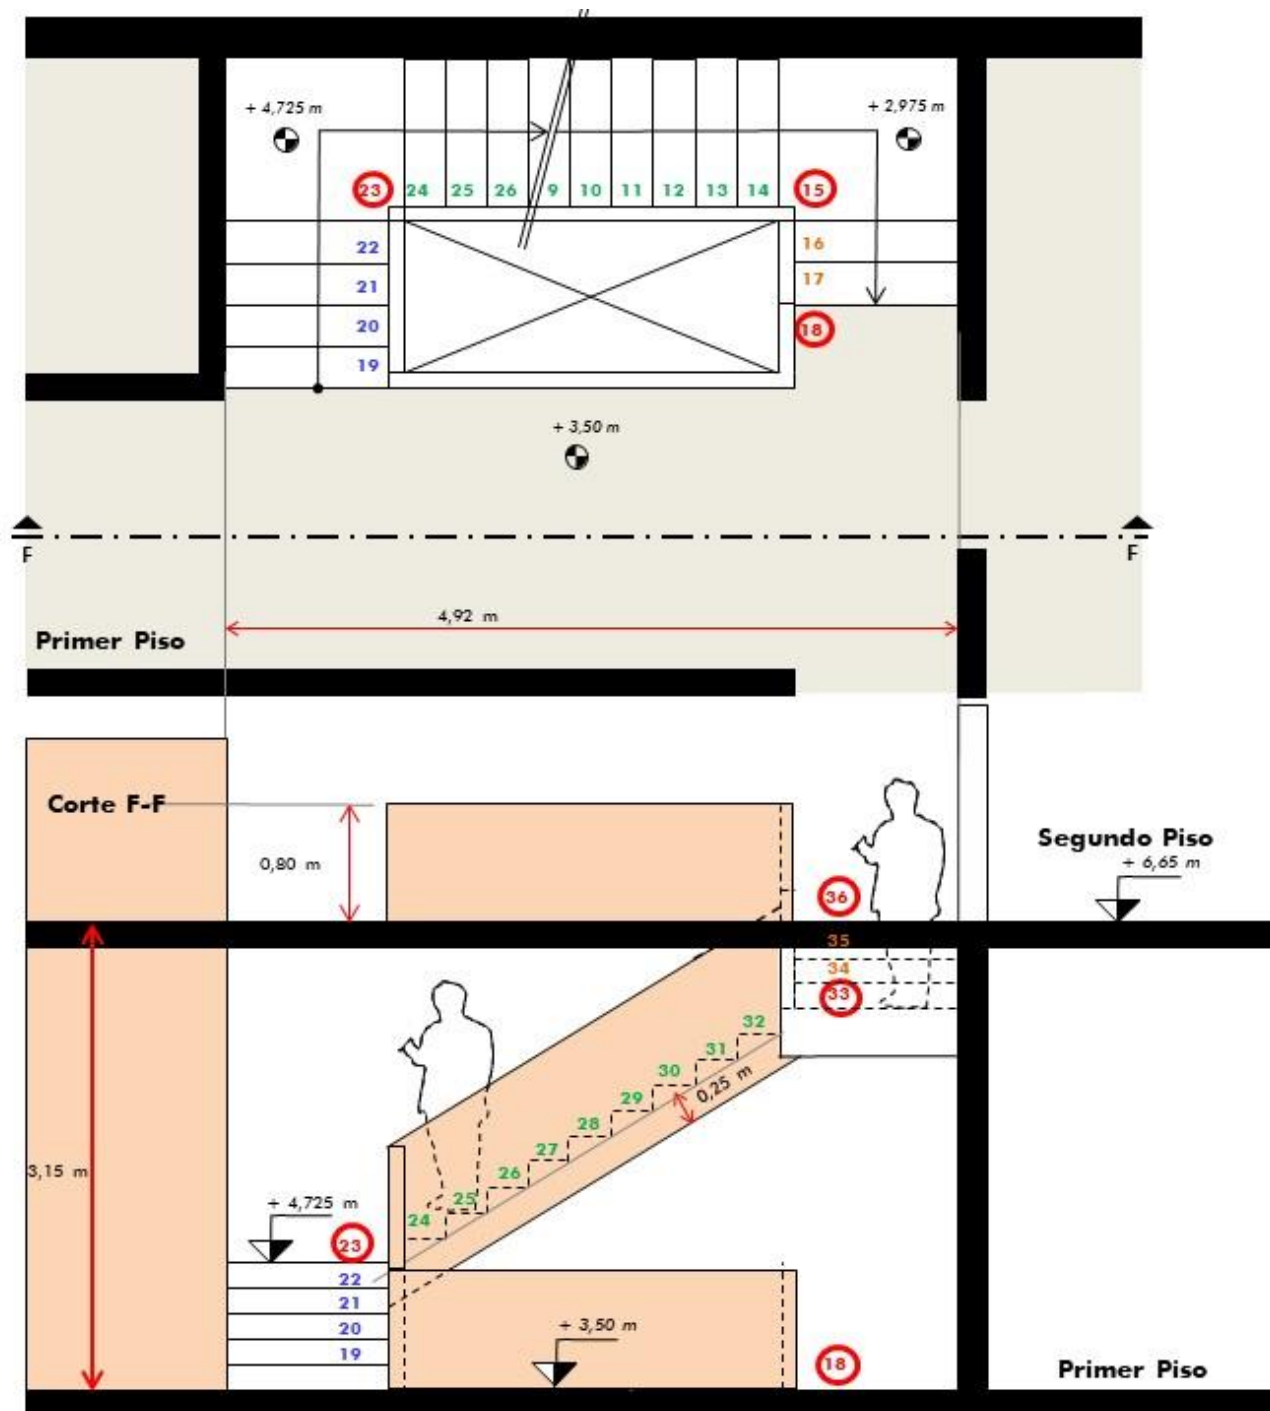 + 4,725 m
+ 2,975 m
23 24 25 26 9 10 11 12 13 14 15
22 16
21 17
20 18
19
+ 3,50 m
F F
4,92 m
Primer Piso
Corte F-F
0,80 m
Segundo Piso
+ 6,65 m
36
35
34
33
32
31
30
0,25 m
29
28
27
26
25
24
3,15 m
+ 4,725 m
23
22
21
20
19
+ 3,50 m
18
Primer Piso